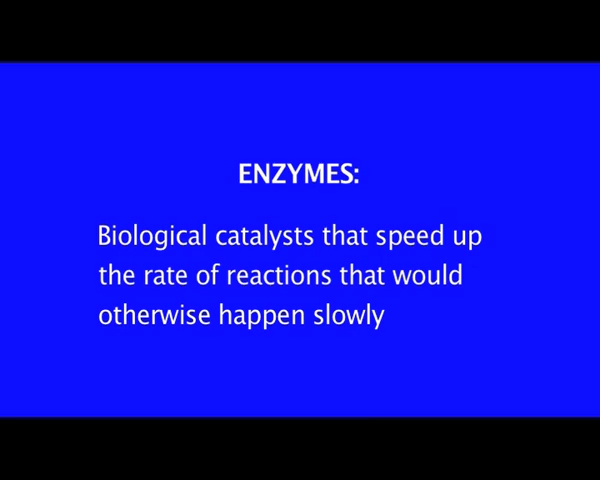 ENZYMES:
Biological catalysts that speed up
the rate of reactions that would
otherwise happen slowly